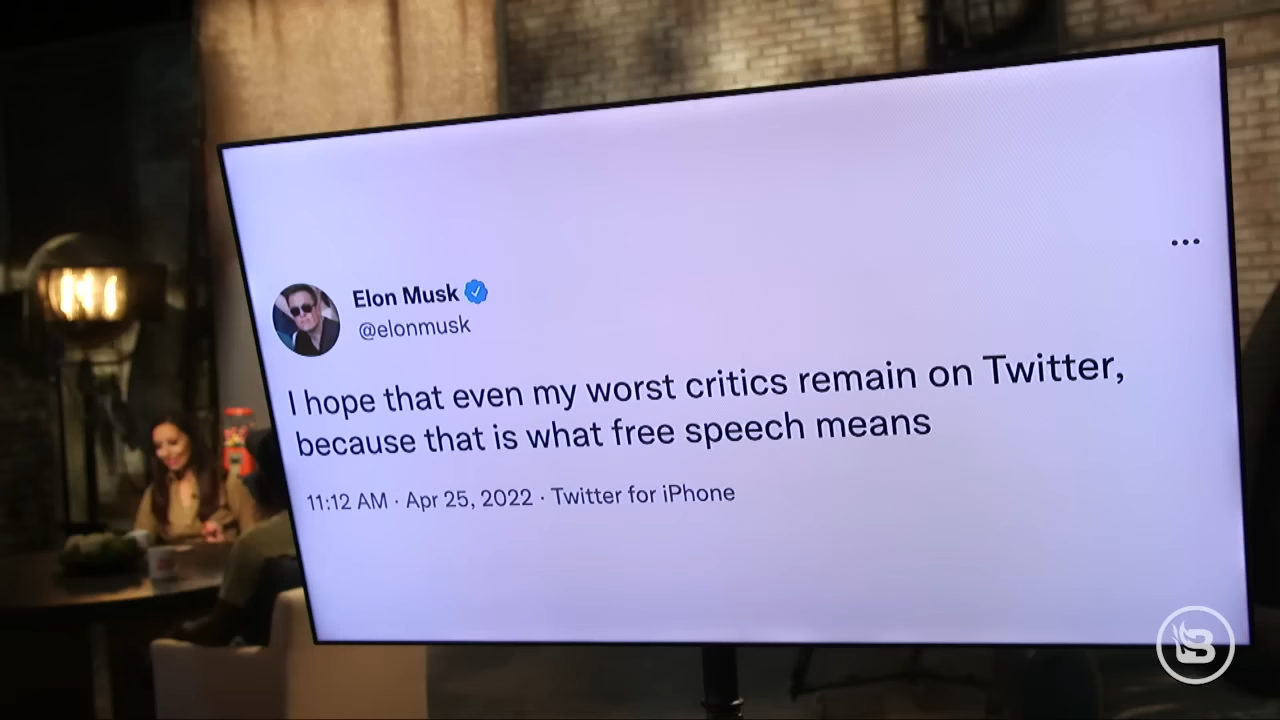 Elon Musk
@elonmusk
I hope that even my worst critics remain on Twitter,
because that is what free speech means
11:12 AM · Apr 25, 2022 · Twitter for iPhone